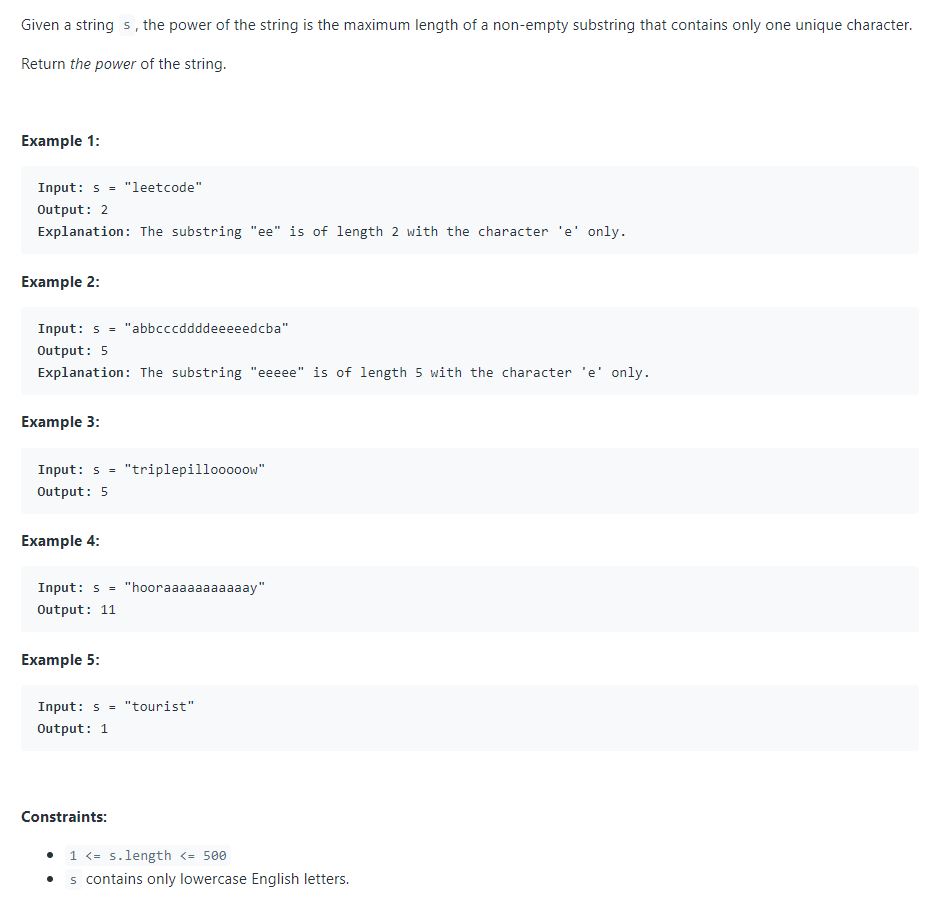 Given a string s, the power of the string is the maximum length of a non-empty substring that contains only one unique character.
Return the power of the string.
Example 1:
Input: s = "leetcode"
Output: 2
Explanation: The substring "ee" is of length 2 with the character 'e' only.
Example 2:
Input: s = "abbcccddddeeeeedcba"
Output: 5
Explanation: The substring "eeeee" is of length 5 with the character 'e' only.
Example 3:
Input: s = "triplepillooooow"
Output: 5
Example 4:
Input: s = "hooraaaaaaaaaaay"
Output: 11
Example 5:
Input: s = "tourist"
Output: 1
Constraints:
• 1 <= s.length <= 500
• s contains only lowercase English letters.